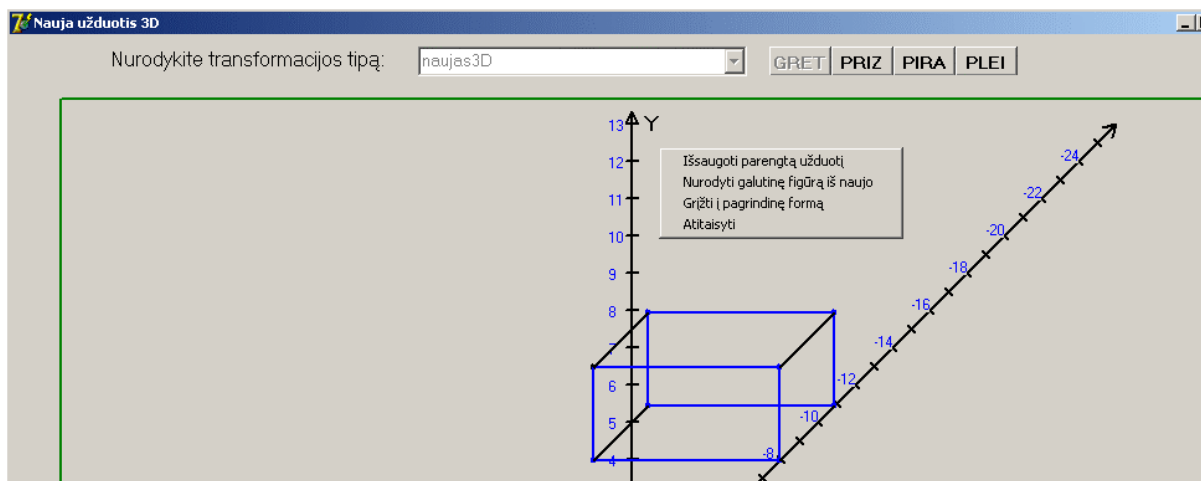 Nauja užduotis 3D
Nurodykite transformacijos tipą: naujas3D GRET PRIZ PIRA PLEI
13 Y
-24
12 Išsaugoti parengtą užduotį
Nurodyti galutinę figūrą iš naujo
-22
11 Grįžti į pagrindinę formą
Atitaisyti
10 -20
9 -18
8 -16
7 -14
6 -12
5 -10
4 -8